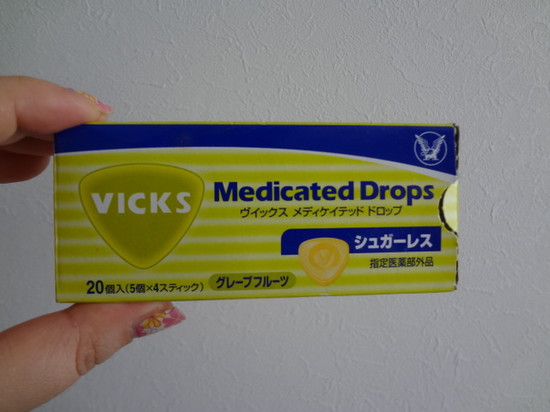 VICKS
Medicated Drops
ヴイックス メディケイテッド ドロップ
シュガーレス
指定医薬部外品
20個入(5個×4スティック)
グレープフルーツ